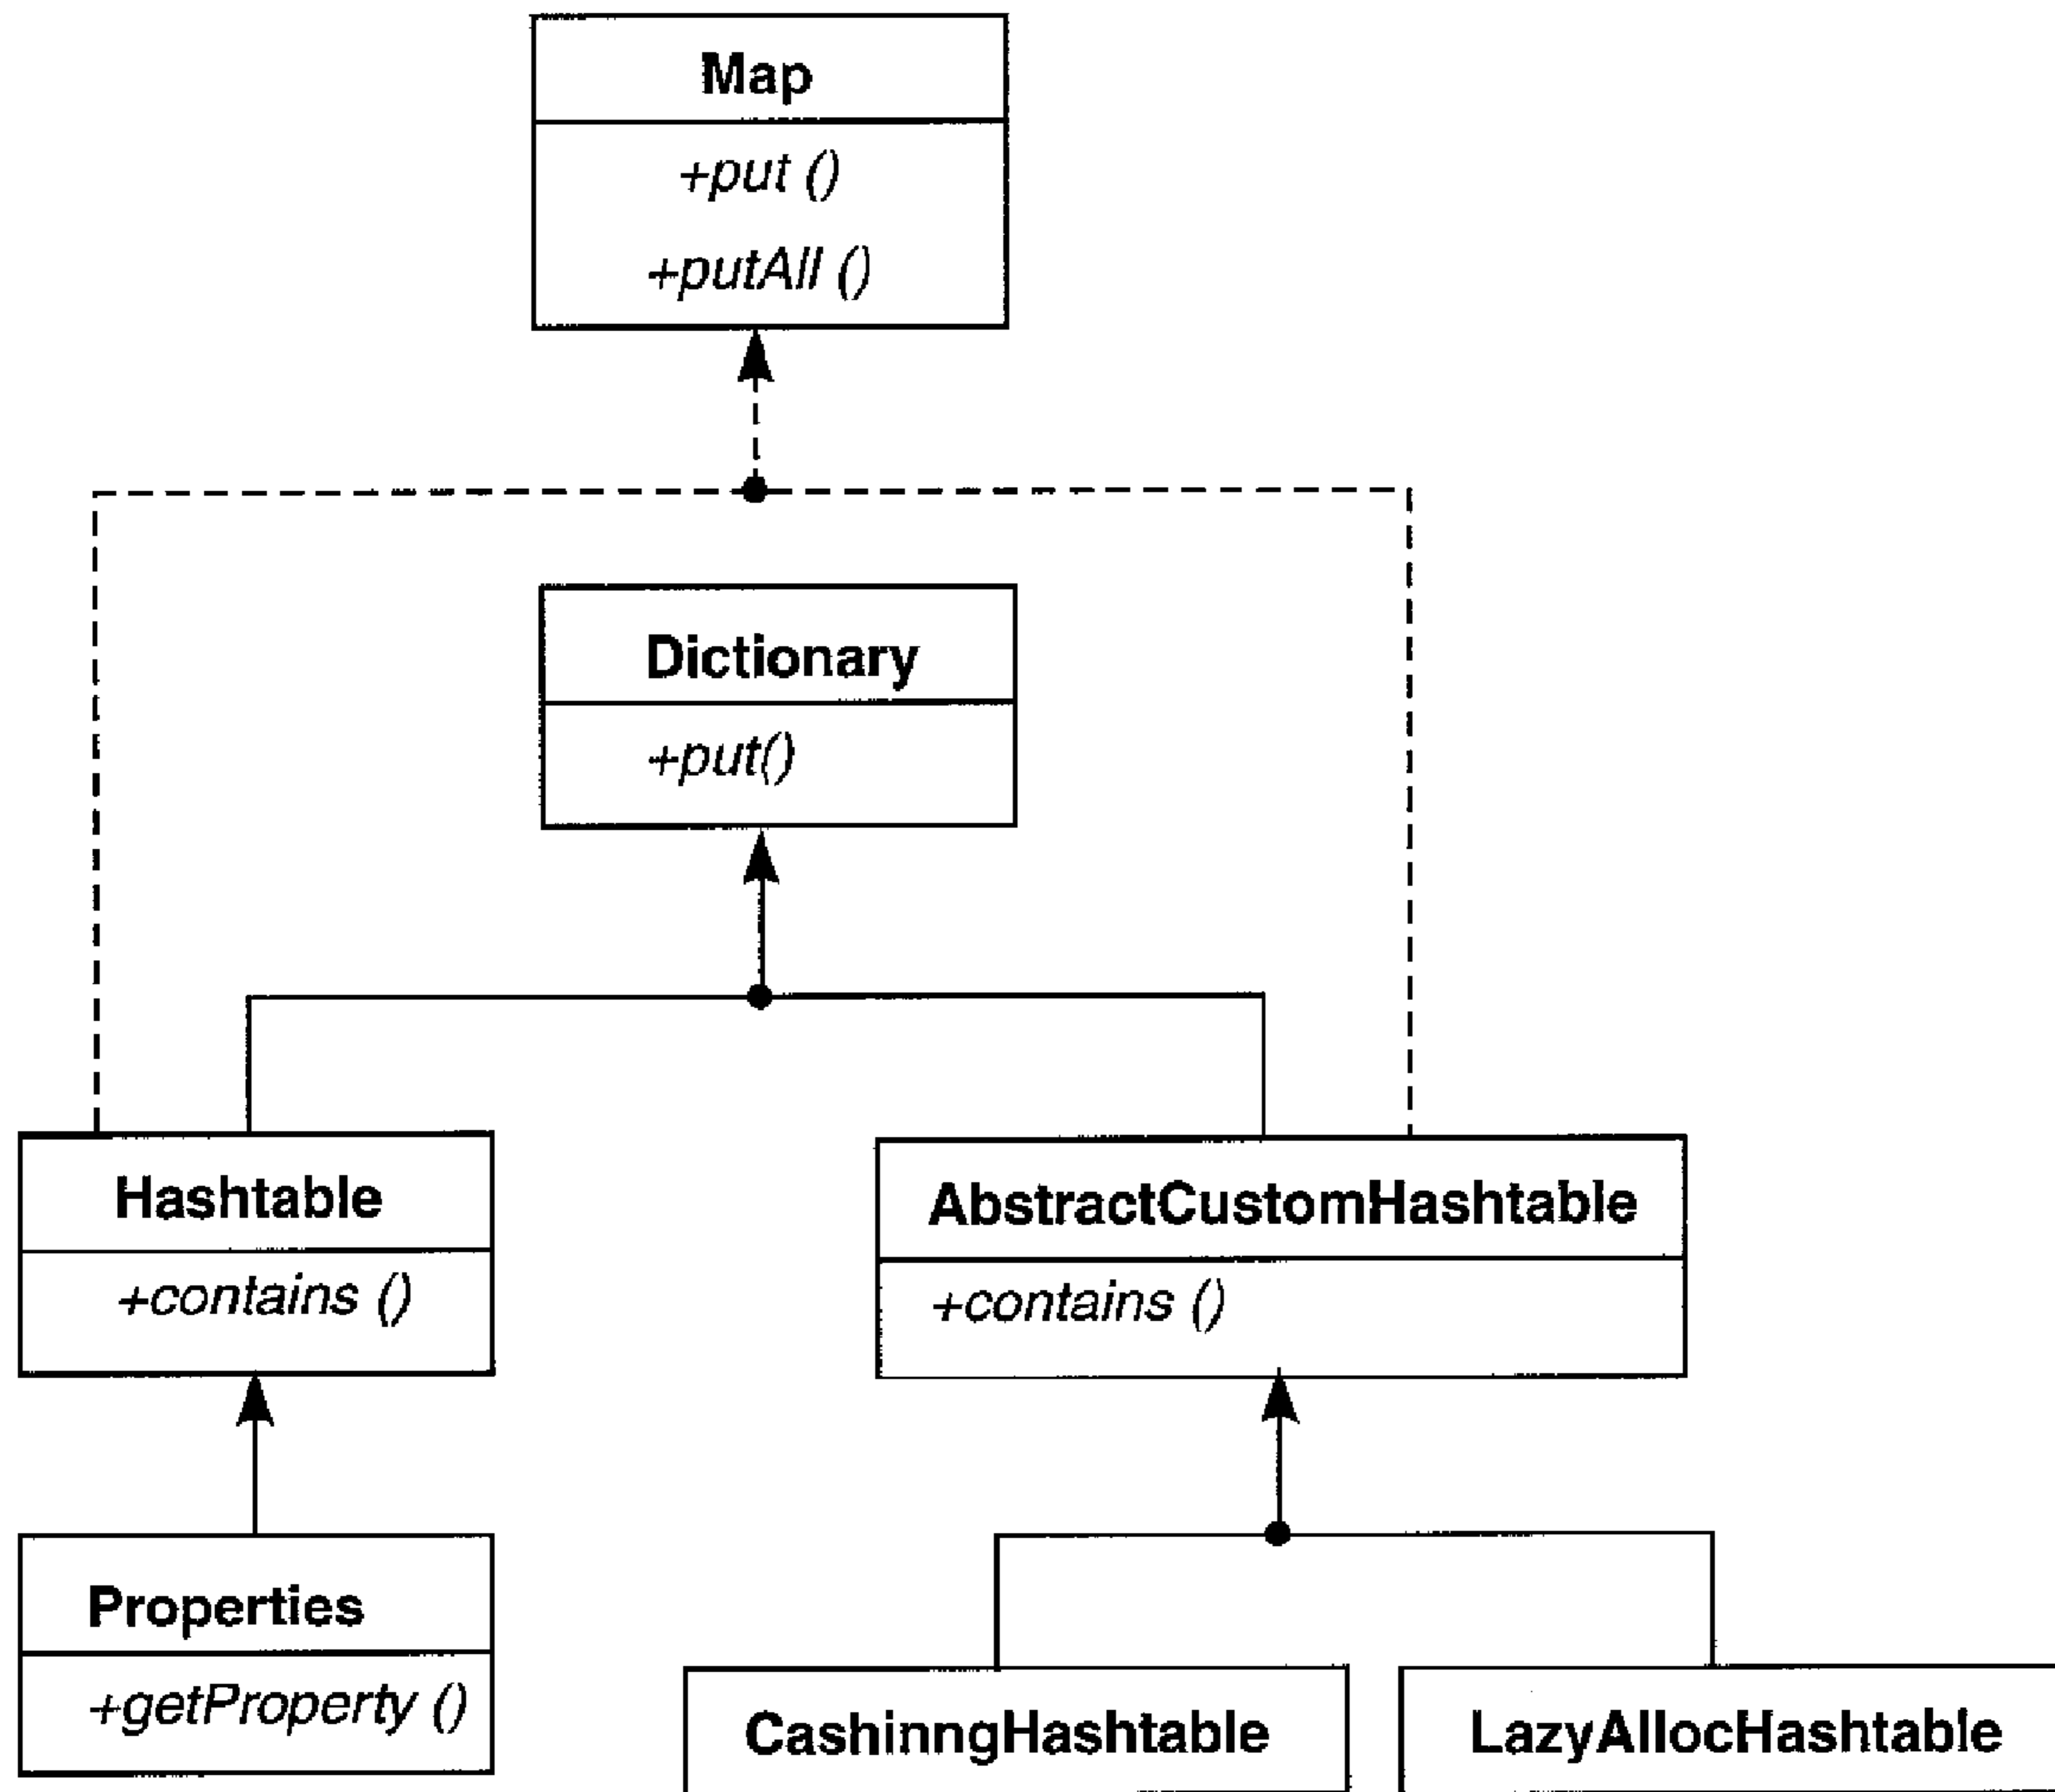 Map
+put ()
+putAll ()
Dictionary
+put()
Hashtable
+contains ()
AbstractCustomHashtable
+contains ()
Properties
+getProperty ()
CashinngHashtable
LazyAllocHashtable